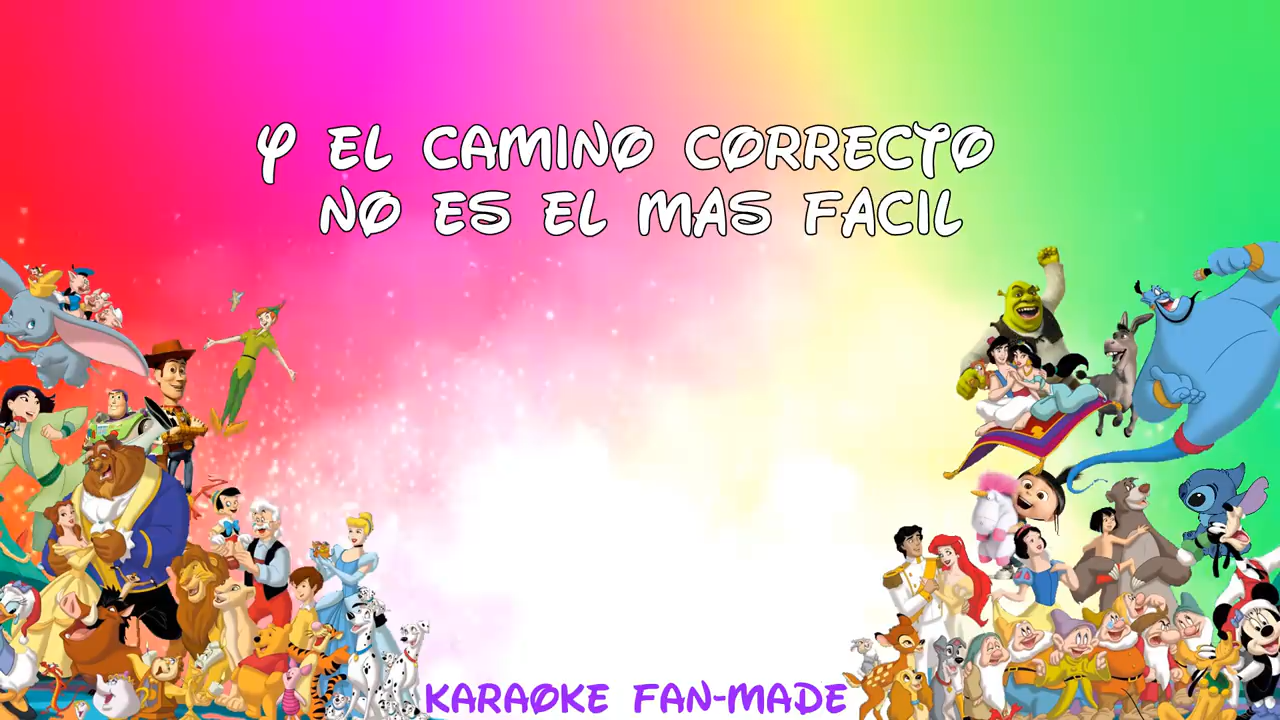 Y EL CAMINO CORRECTO
NO ES EL MAS FACIL
KARAOKE FAN-MADE